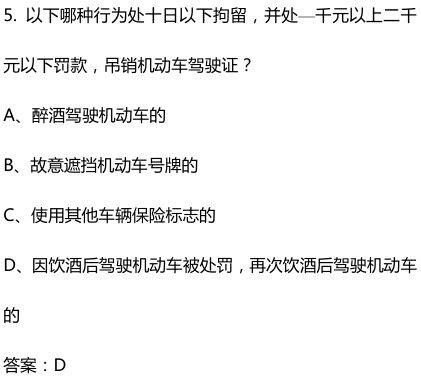 5. 以下哪种行为处十日以下拘留，并处—千元以上二千
元以下罚款，吊销机动车驾驶证？
A、醉酒驾驶机动车的
B、故意遮挡机动车号牌的
C、使用其他车辆保险标志的
D、因饮酒后驾驶机动车被处罚，再次饮酒后驾驶机动车
的
答案：D